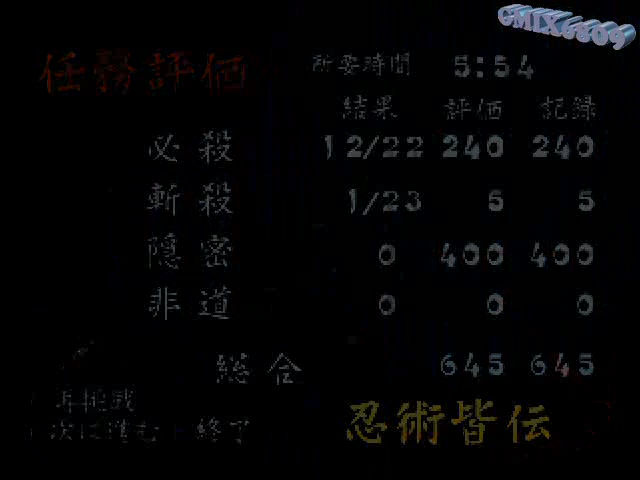 GMIX6809
任務評価
所要時間 5:54
結果 評価 記録
必殺 12/22 240 240
斬殺 1/23 5 5
隠密 0 400 400
非道 0 0 0
総合 645 645
再挑戦
次に進む 終了
忍術皆伝